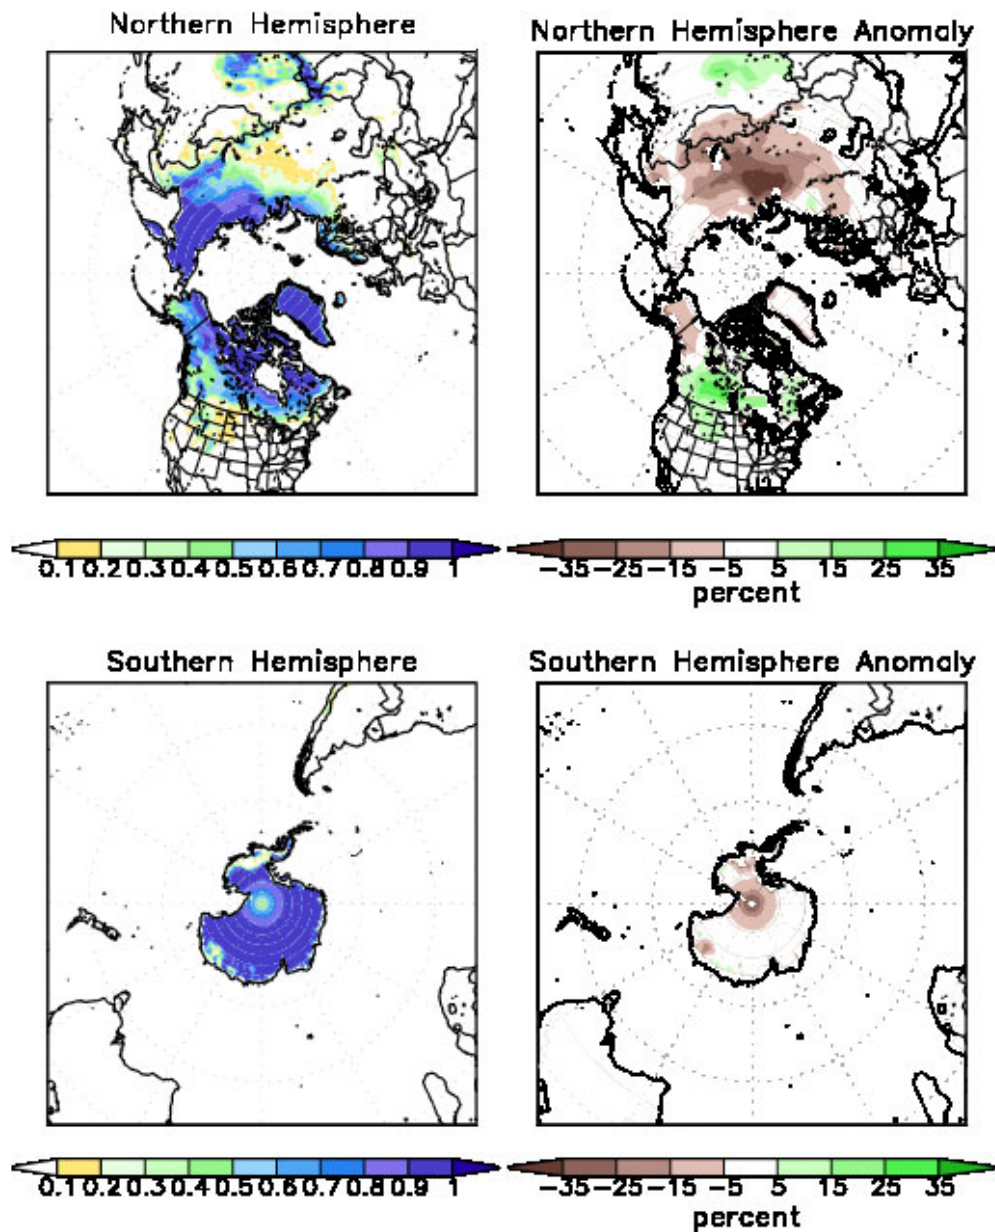 Northern Hemisphere
Northern Hemisphere Anomaly
0.1 0.2 0.3 0.4 0.5 0.6 0.7 0.8 0.9 1
-35 -25 -15 -5 5 15 25 35
percent
Southern Hemisphere
Southern Hemisphere Anomaly
0.1 0.2 0.3 0.4 0.5 0.6 0.7 0.8 0.9 1
-35 -25 -15 -5 5 15 25 35
percent